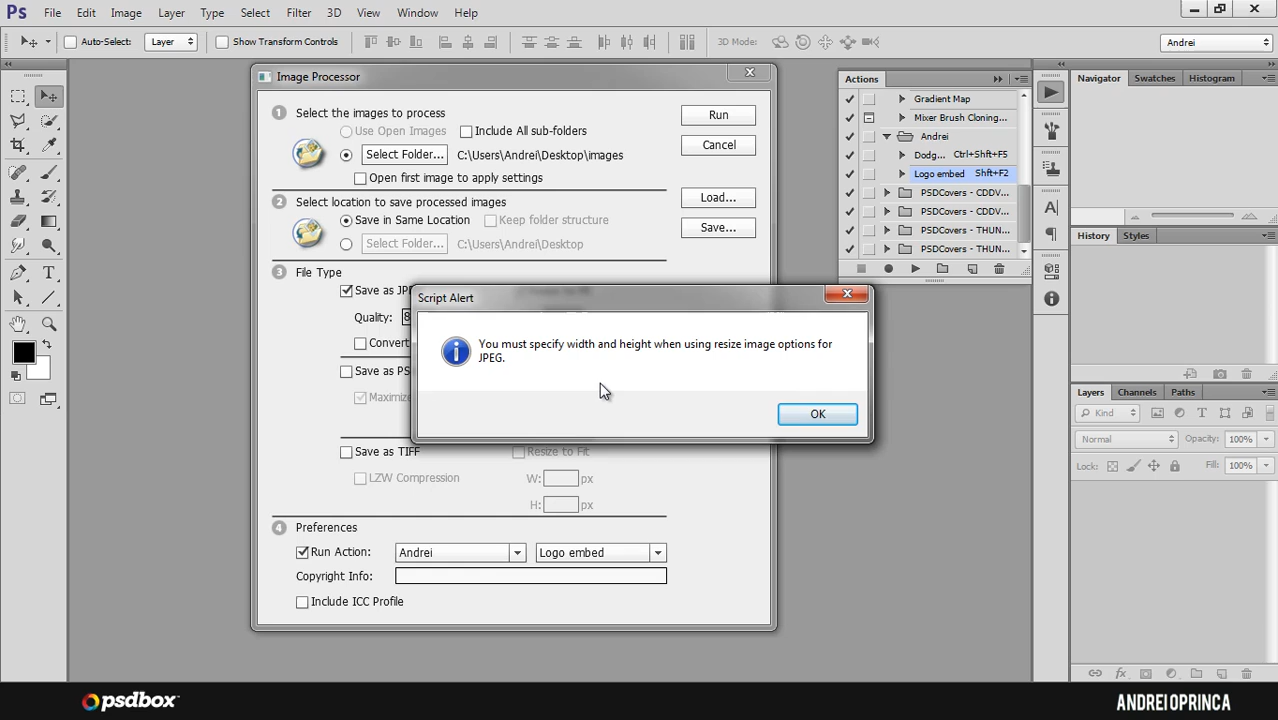 Ps File Edit Image Layer Type Select Filter 3D View Window Help
Auto-Select: Layer Show Transform Controls 3D Mode: Andrei
Image Processor
1 Select the images to process
Use Open Images Include All sub-folders
Select Folder... C:\Users\Andrei\Desktop\images
Open first image to apply settings
2 Select location to save processed images
Save in Same Location Keep folder structure
Select Folder... C:\Users\Andrei\Desktop
3 File Type
Save as JP
Quality: 8
Convert
Save as PS
Maximize
Save as TIFF Resize to Fit
LZW Compression W: px
H: px
4 Preferences
Run Action: Andrei Logo embed
Copyright Info:
Include ICC Profile
Run
Cancel
Load...
Save...
Script Alert
You must specify width and height when using resize image options for
JPEG.
OK
Actions
Gradient Map
Mixer Brush Cloning...
Andrei
Dodg... Ctrl+Shft+F5
Logo embed Shft+F2
PSDCovers - CDDV...
PSDCovers - CDDV...
PSDCovers - THUN...
PSDCovers - THUN...
Navigator Swatches Histogram
History Styles
Layers Channels Paths
Kind
Normal Opacity: 100%
Lock: Fill: 100%
psdbox
ANDREI OPRINCA